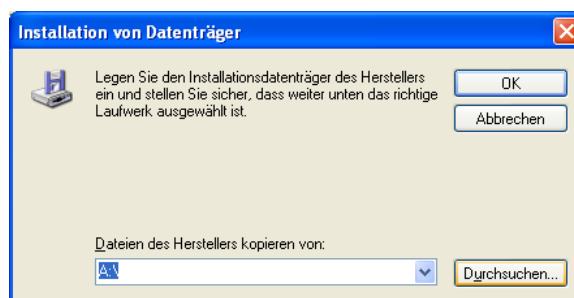 Installation von Datenträger
Legen Sie den Installationsdatenträger des Herstellers
ein und stellen Sie sicher, dass weiter unten das richtige
Laufwerk ausgewählt ist.
OK
Abbrechen
Dateien des Herstellers kopieren von:
A:\
Durchsuchen...